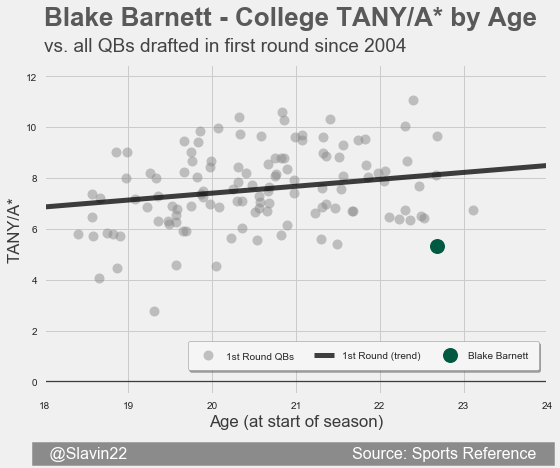 Blake Barnett - College TANY/A* by Age
vs. all QBs drafted in first round since 2004
12
10
8
6
4
2
0
TANY/A*
1st Round QBs
1st Round (trend)
Blake Barnett
18
19
20
21
22
23
24
Age (at start of season)
@Slavin22
Source: Sports Reference